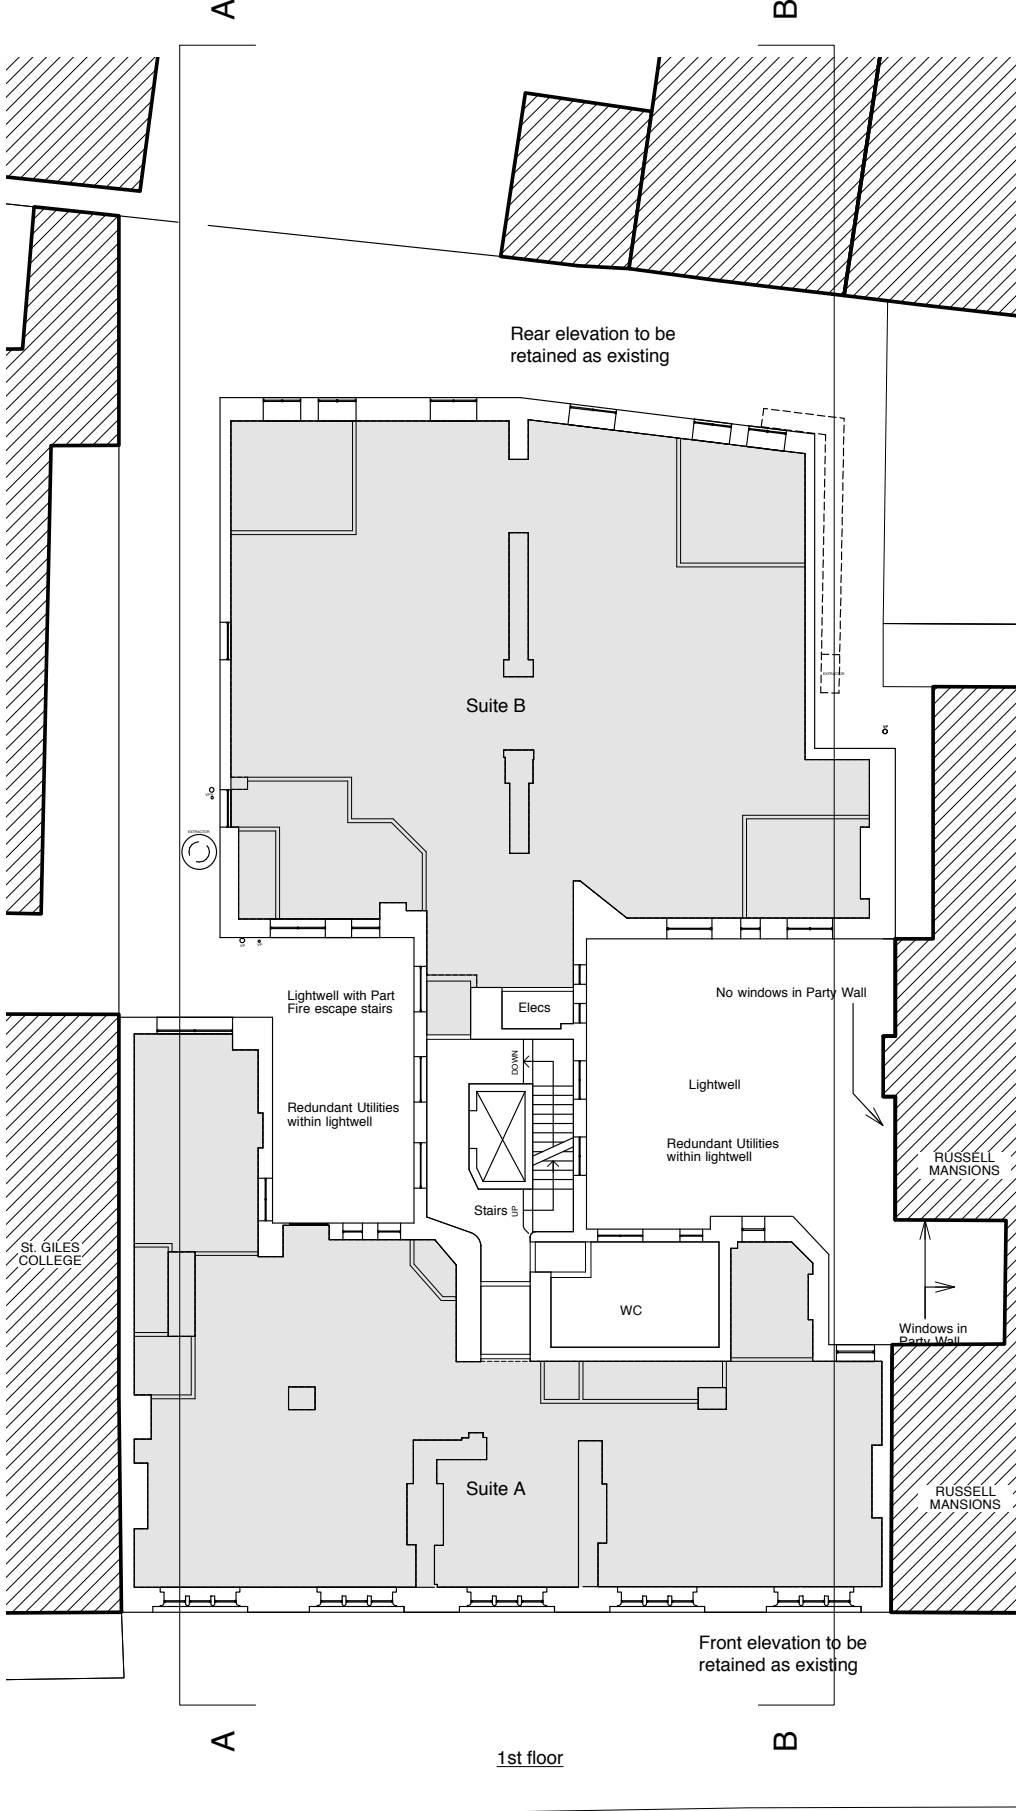 A
B
Rear elevation to be
retained as existing
EXTRACTOR
Suite B
EXTRACTOR
Lightwell with Part
Fire escape stairs
Elecs
No windows in Party Wall
DOWN
Lightwell
Redundant Utilities
within lightwell
Redundant Utilities
within lightwell
RUSSELL
MANSIONS
Stairs
UP
St. GILES
COLLEGE
WC
Windows in
Party Wall
Suite A
RUSSELL
MANSIONS
Front elevation to be
retained as existing
A
B
1st floor